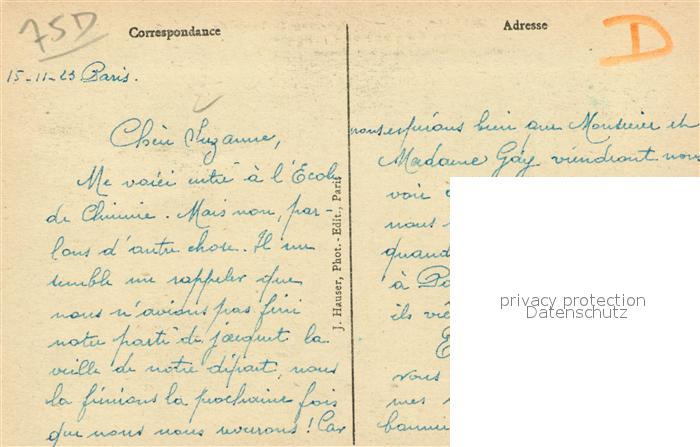 75D
Correspondance
Adresse
D
15-11-23 Paris.
Chère Suzanne,
Me voici entré à l'École
de Chimie. Mais non, par-
lons d'autre chose. Il me
semble me rappeler que
nous n'avions pas fini
notre partie de jacquet la
veille de notre départ, nous
la finirons la prochaine fois
que nous nous reverrons ! Car
J. Hauser, Phot.-Edit., Paris
nous espérons bien que Monsieur et
Madame Gay viendront nous
voir
nous
quand
à
ils
vous
mes
privacy protection
Datenschutz